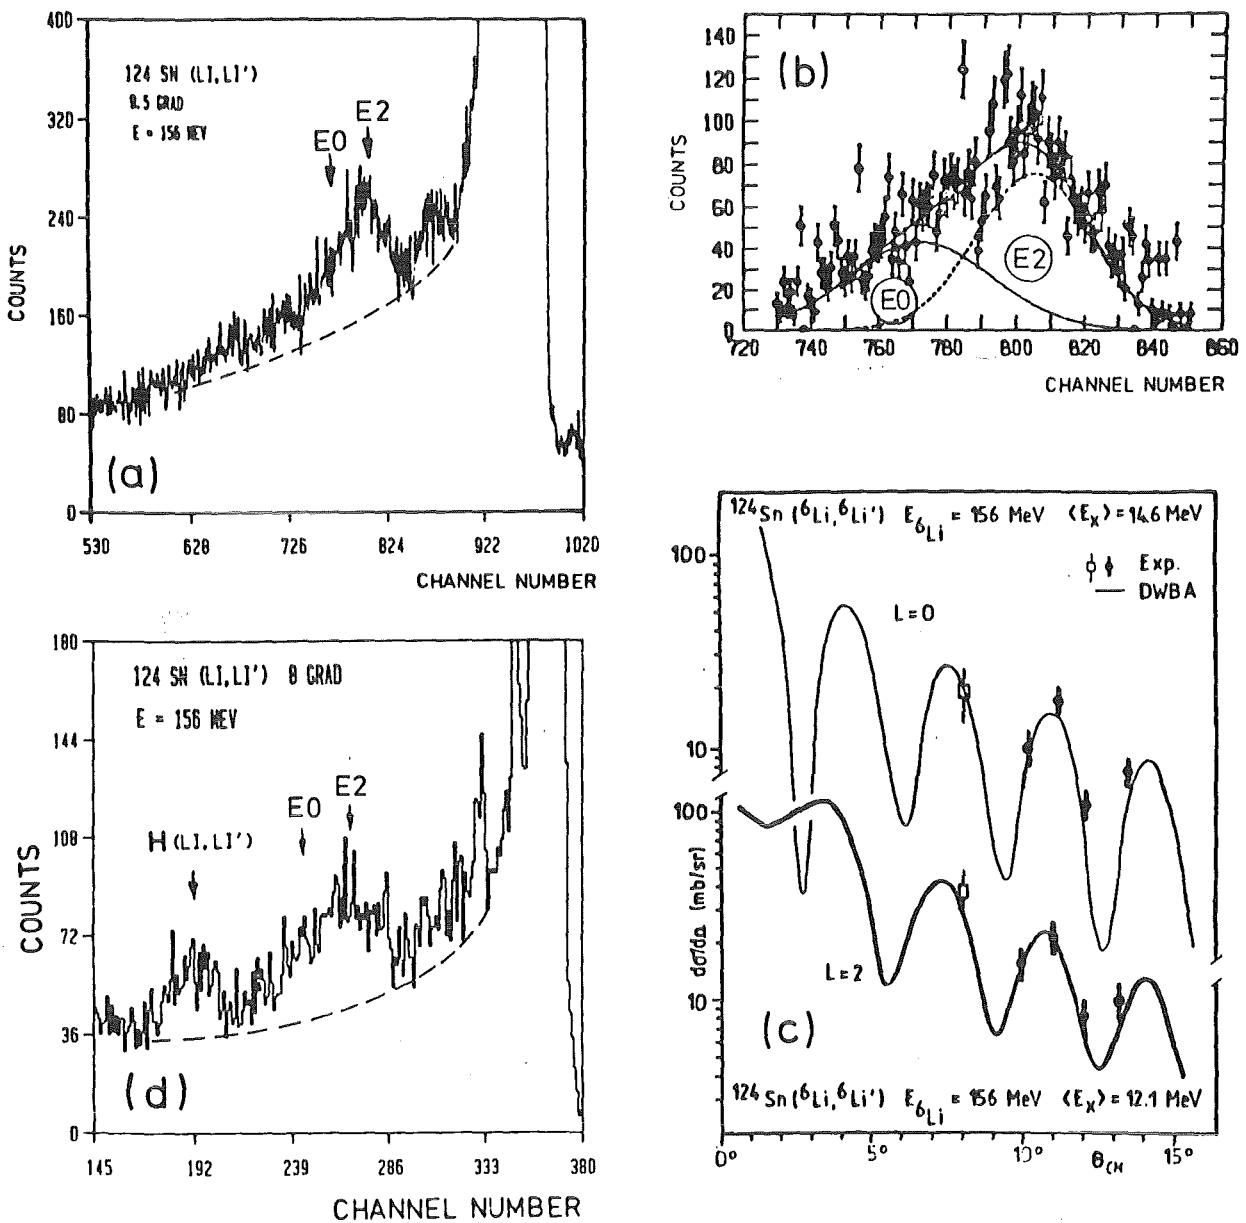 400
320
240
160
80
0
COUNTS
124 SN (LI,LI')
E = 156 MEV
E0
E2
(a)
530
628
726
824
922
1020
CHANNEL NUMBER
140
120
100
80
60
40
20
0
COUNTS
(b)
E0
E2
720
740
760
780
800
820
840
860
CHANNEL NUMBER
180
144
108
72
36
0
COUNTS
124 SN (LI,LI') 8 GRAD
E = 156 MEV
H (LI,LI')
E0
E2
(d)
145
192
239
286
333
380
CHANNEL NUMBER
124Sn(6Li,6Li') E6Li = 156 MeV ⟨Ex⟩ = 14.6 MeV
Exp.
DWBA
L=0
100
10
100
10
dσ/dΩ (mb/sr)
L=2
(c)
124Sn(6Li,6Li') E6Li = 156 MeV ⟨Ex⟩ = 12.1 MeV
0°
5°
10°
θCM
15°